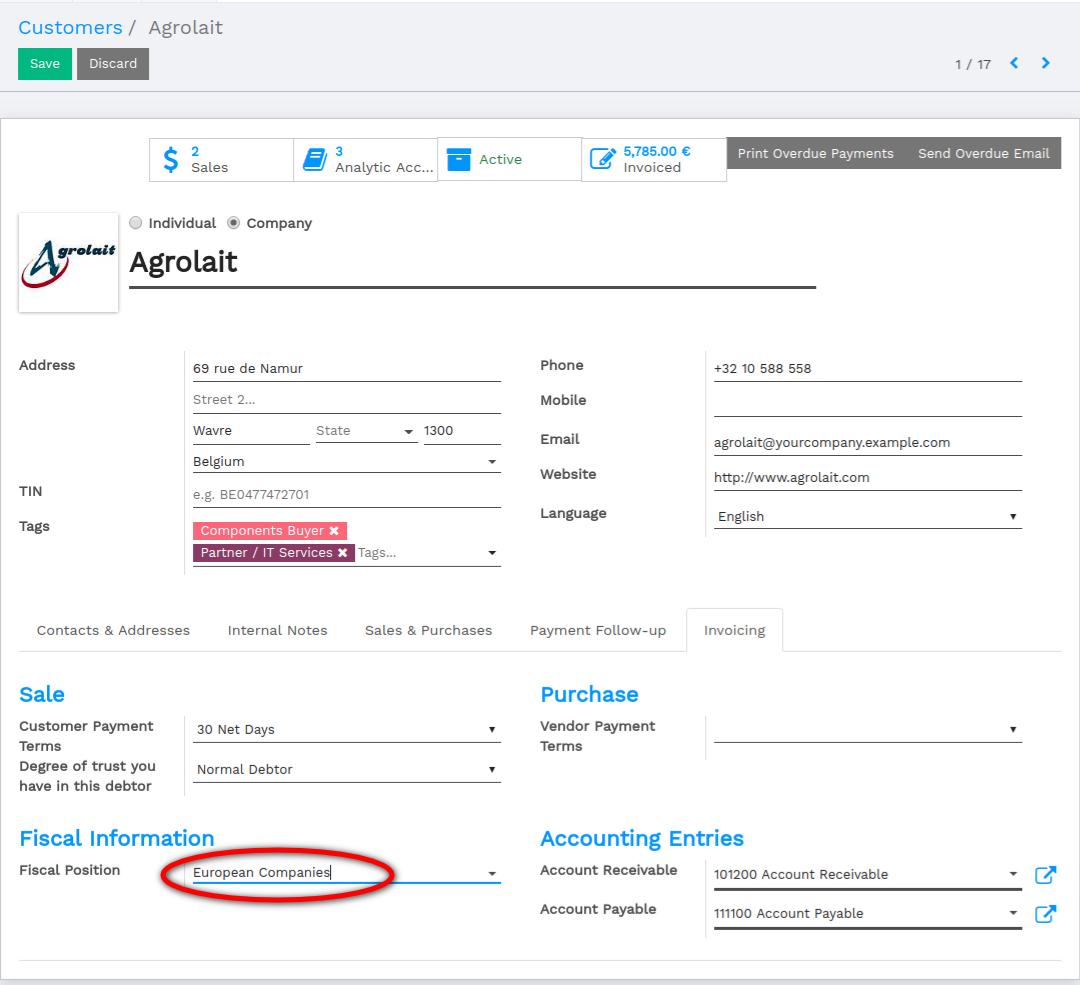 Customers / Agrolait
Save Discard
1 / 17
2
Sales
3
Analytic Acc...
Active
5,785.00 €
Invoiced
Print Overdue Payments Send Overdue Email
Agrolait
Individual Company
Agrolait
Address
69 rue de Namur
Street 2...
Wavre State 1300
Belgium
TIN
e.g. BE0477472701
Tags
Components Buyer ✖
Partner / IT Services ✖ Tags...
Phone
+32 10 588 558
Mobile
Email
agrolait@yourcompany.example.com
Website
http://www.agrolait.com
Language
English
Contacts & Addresses Internal Notes Sales & Purchases Payment Follow-up Invoicing
Sale
Customer Payment
Terms
30 Net Days
Degree of trust you
have in this debtor
Normal Debtor
Purchase
Vendor Payment
Terms
Fiscal Information
Fiscal Position
European Companies
Accounting Entries
Account Receivable
101200 Account Receivable
Account Payable
111100 Account Payable